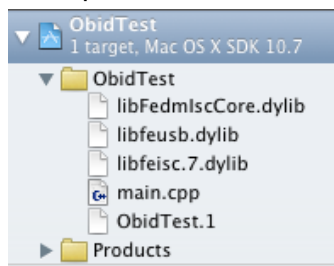 ObidTest
1 target, Mac OS X SDK 10.7
ObidTest
libFedmIscCore.dylib
libfeusb.dylib
libfeisc.7.dylib
main.cpp
ObidTest.1
Products